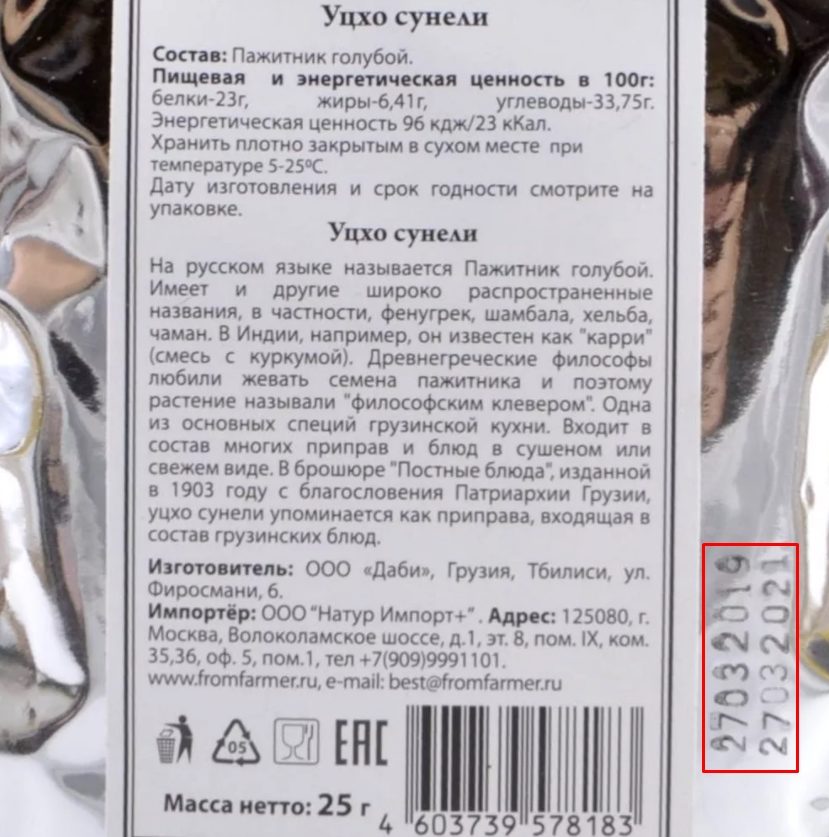 Уцхо сунели
Состав: Пажитник голубой.
Пищевая и энергетическая ценность в 100г:
белки-23г, жиры-6,41г, углеводы-33,75г.
Энергетическая ценность 96 кдж/23 кКал.
Хранить плотно закрытым в сухом месте при
температуре 5-25ºС.
Дату изготовления и срок годности смотрите на
упаковке.
Уцхо сунели
На русском языке называется Пажитник голубой.
Имеет и другие широко распространенные
названия, в частности, фенугрек, шамбала, хельба,
чаман. В Индии, например, он известен как "карри"
(смесь с куркумой). Древнегреческие философы
любили жевать семена пажитника и поэтому
растение называли "философским клевером". Одна
из основных специй грузинской кухни. Входит в
состав многих приправ и блюд в сушеном или
свежем виде. В брошюре "Постные блюда", изданной
в 1903 году с благословения Патриархии Грузии,
уцхо сунели упоминается как приправа, входящая в
состав грузинских блюд.
Изготовитель: ООО «Даби», Грузия, Тбилиси, ул.
Фиросмани, 6.
Импортёр: ООО "Натур Импорт+" . Адрес: 125080, г.
Москва, Волоколамское шоссе, д.1, эт. 8, пом. IX, ком.
35,36, оф. 5, пом.1, тел +7(909)9991101.
www.fromfarmer.ru, e-mail: best@fromfarmer.ru
05
EAC
Масса нетто: 25 г
4 603739 578183
27032019
27032021